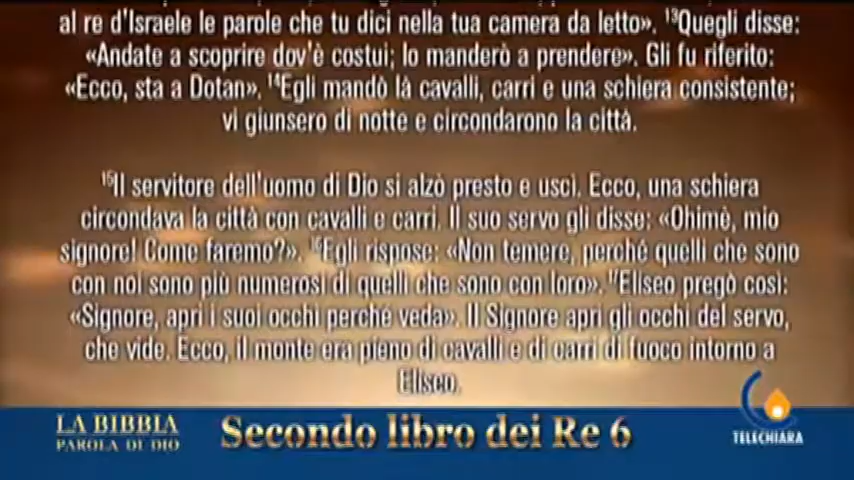 al re d'Israele le parole che tu dici nella tua camera da letto». ¹³Quegli disse:
«Andate a scoprire dov'è costui; lo manderò a prendere». Gli fu riferito:
«Ecco, sta a Dotan». ¹⁴Egli mandò là cavalli, carri e una schiera consistente;
vi giunsero di notte e circondarono la città.
¹⁵Il servitore dell'uomo di Dio si alzò presto e uscì. Ecco, una schiera
circondava la città con cavalli e carri. Il suo servo gli disse: «Ohimè, mio
signore! Come faremo?». ¹⁶Egli rispose: «Non temere, perché quelli che sono
con noi sono più numerosi di quelli che sono con loro». ¹⁷Eliseo pregò così:
«Signore, apri i suoi occhi perché veda». Il Signore aprì gli occhi del servo,
che vide. Ecco, il monte era pieno di cavalli e di carri di fuoco intorno a
Eliseo.
LA BIBBIA
PAROLA DI DIO
Secondo libro dei Re 6
TELECHIARA